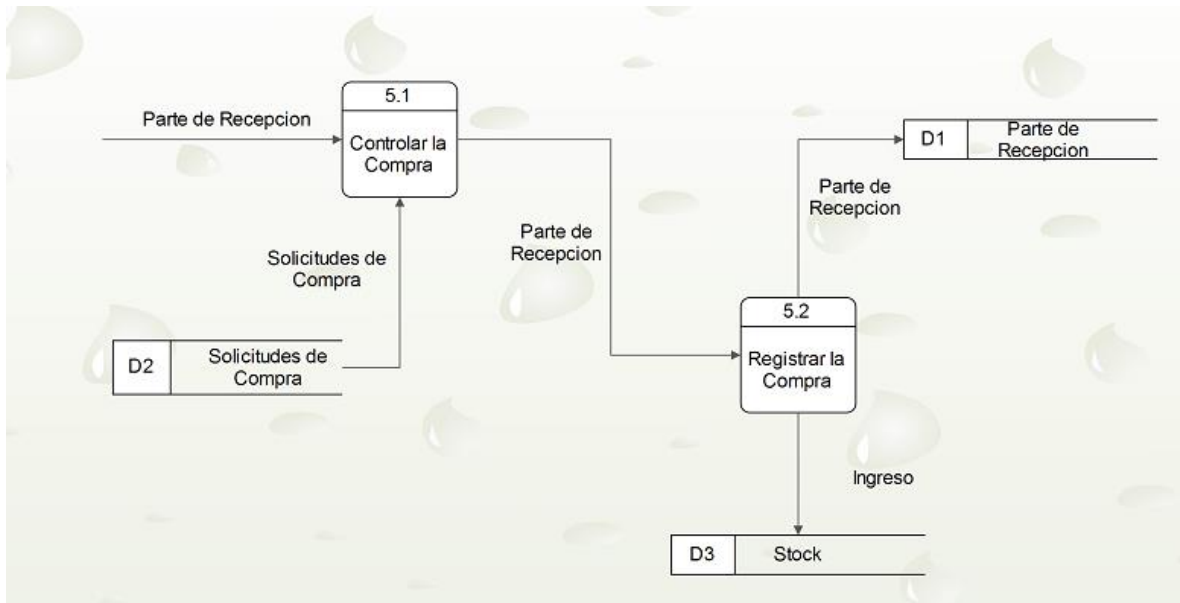 5.1
Parte de Recepcion
Controlar la
Compra
D1
Parte de
Recepcion
Parte de
Recepcion
Parte de
Recepcion
Solicitudes de
Compra
5.2
D2
Solicitudes de
Compra
Registrar la
Compra
Ingreso
D3
Stock